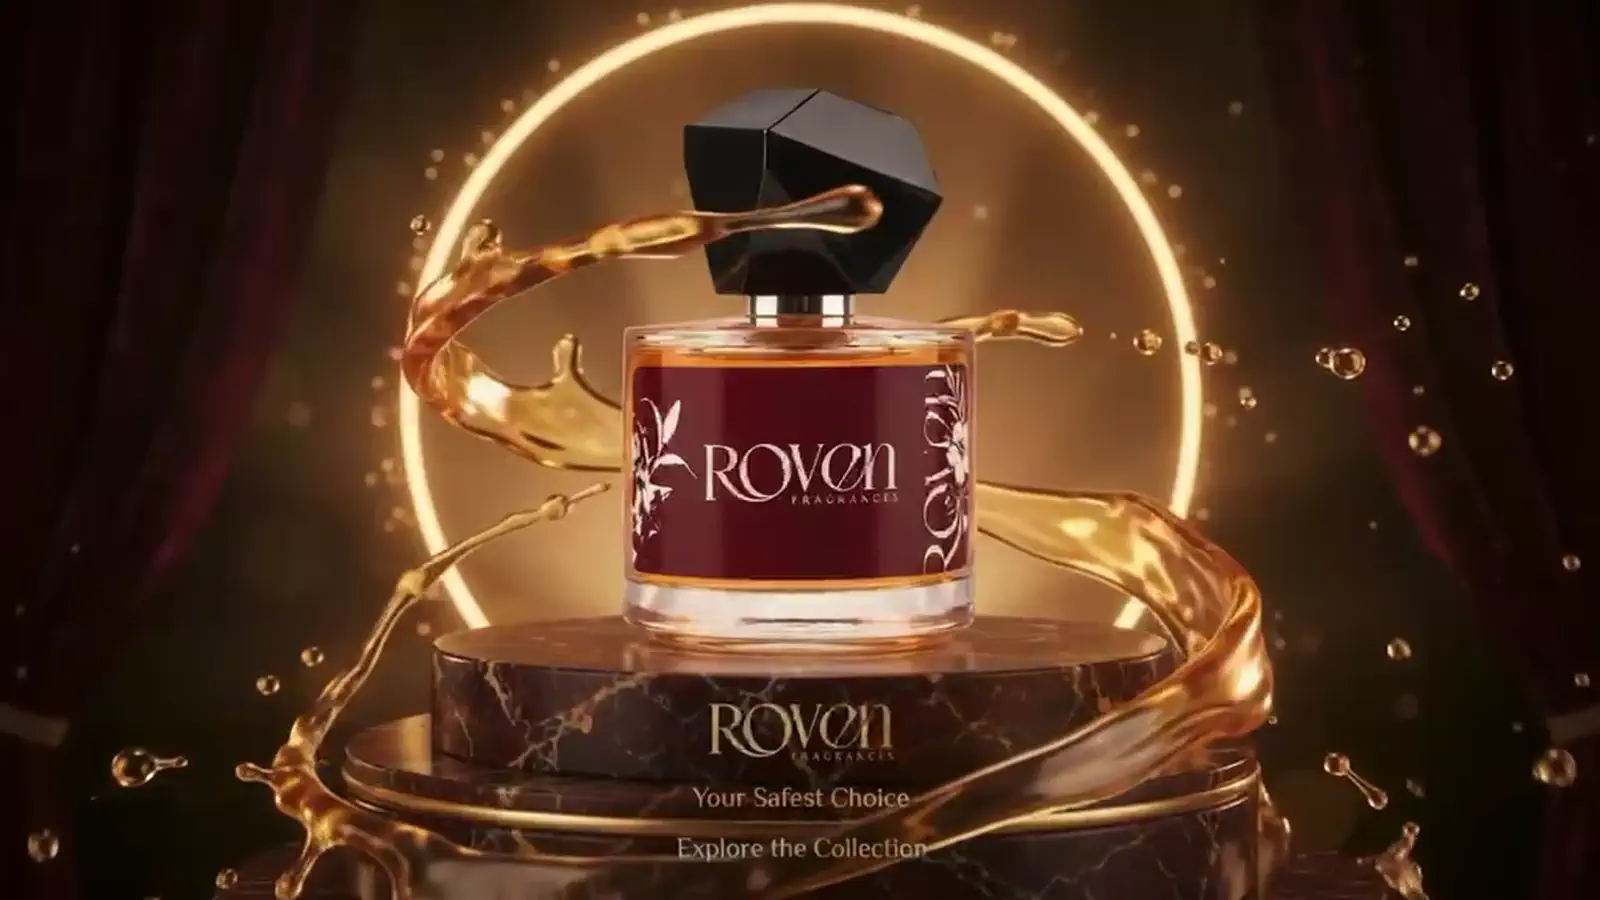 Roven
FRAGRANCES
Roven
Roven
FRAGRANCES
Your Safest Choice
Explore the Collection